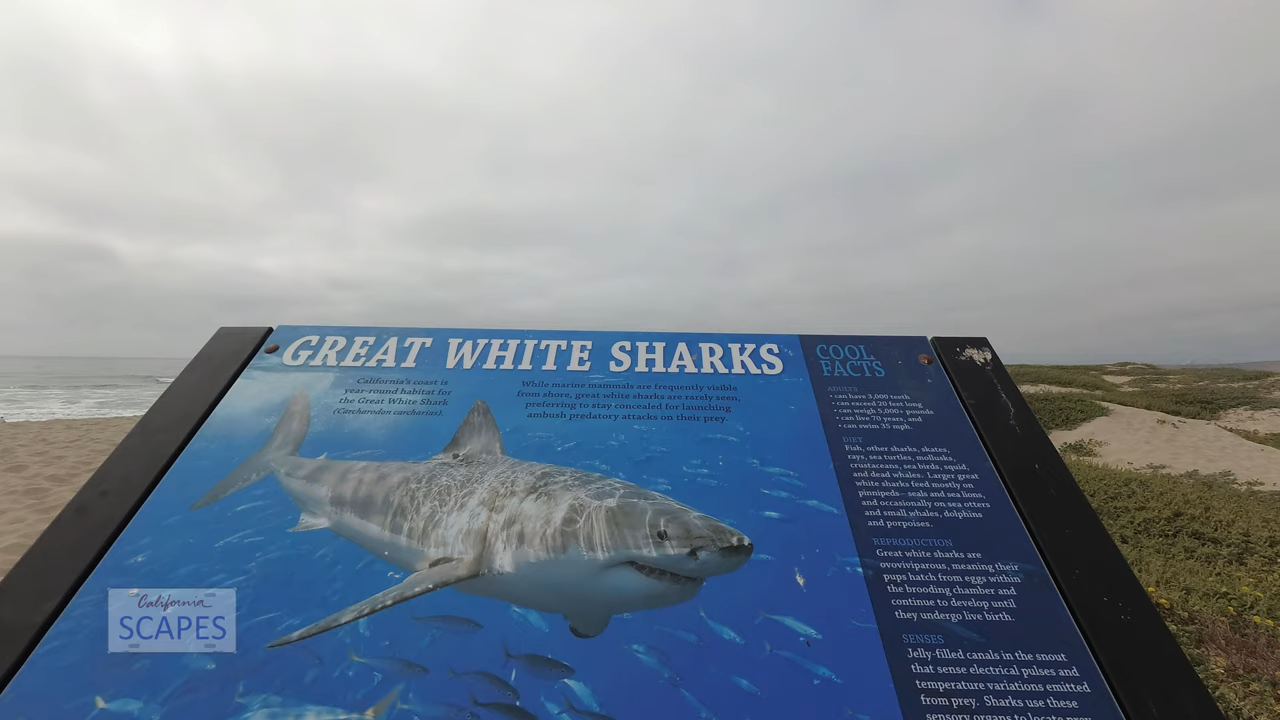 GREAT WHITE SHARKS
California's coast is
year-round habitat for
the Great White Shark
(Carcharodon carcharias).
While marine mammals are frequently visible
from shore, great white sharks are rarely seen,
preferring to stay concealed for launching
ambush predatory attacks on their prey.
COOL
FACTS
ADULTS
• can have 3,000 teeth
• can exceed 20 feet long
• can weigh 5,000+ pounds
• can live 70 years, and
• can swim 35 mph.
DIET
Fish, other sharks, skates,
rays, sea turtles, mollusks,
crustaceans, sea birds, squid,
and dead whales. Larger great
white sharks feed mostly on
pinnipeds—seals and sea lions,
and occasionally on sea otters
and small whales, dolphins
and porpoises.
REPRODUCTION
Great white sharks are
ovoviviparous, meaning their
pups hatch from eggs within
the brooding chamber and
continue to develop until
they undergo live birth.
SENSES
Jelly-filled canals in the snout
that sense electrical pulses and
temperature variations emitted
from prey. Sharks use these
sensory organs to locate prey
California
SCAPES